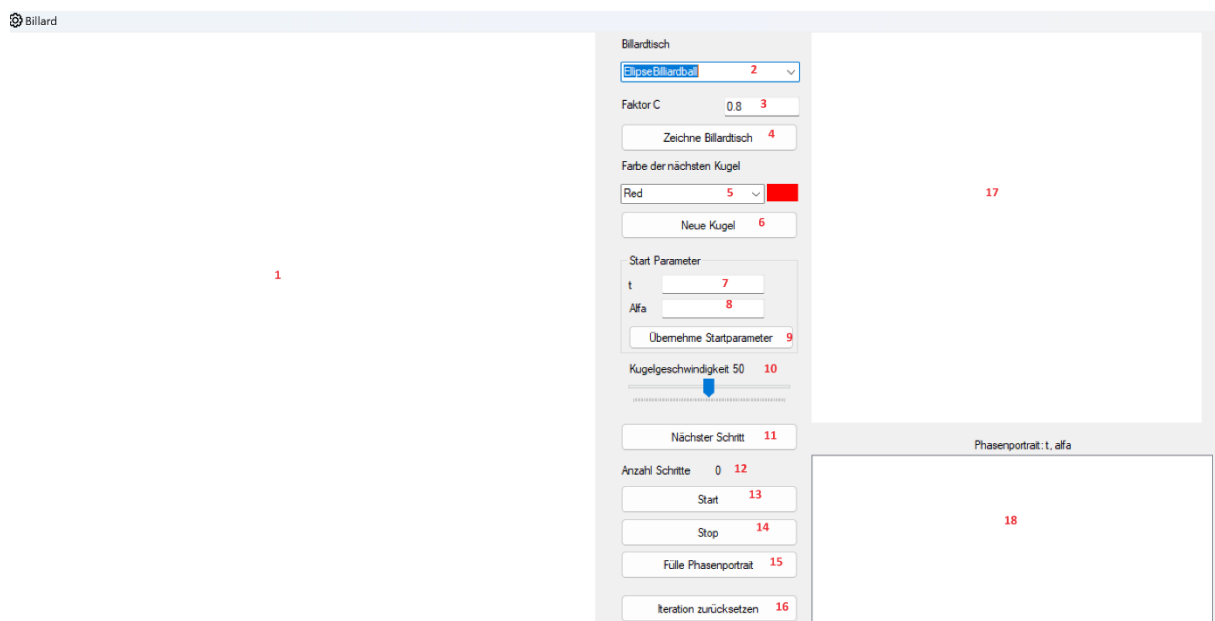 Billard
Billardtisch
EllipseBilliardball 2
Faktor C 0.8 3
Zeichne Billardtisch 4
Farbe der nächsten Kugel
Red 5
17
Neue Kugel 6
Start Parameter
1
t 7
Alfa 8
Übernehme Startparameter 9
Kugelgeschwindigkeit 50 10
Nächster Schritt 11
Phasenportrait: t, alfa
Anzahl Schritte 0 12
Start 13
18
Stop 14
Fülle Phasenportrait 15
Iteration zurücksetzen 16